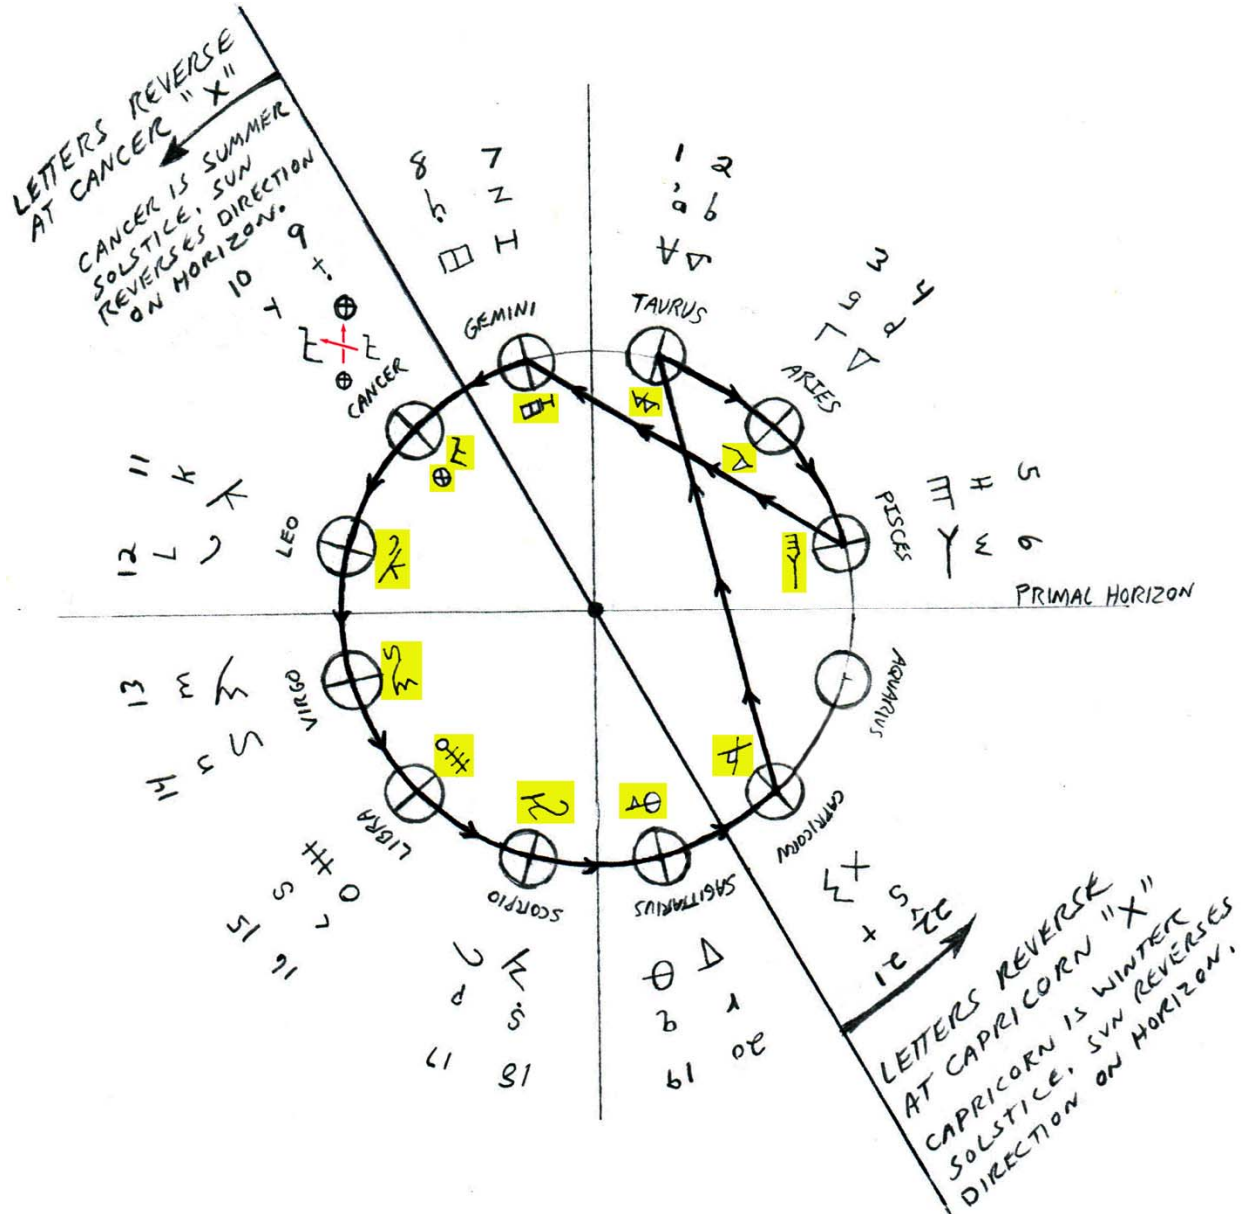 LETTERS REVERSE
AT CANCER "X"
CANCER IS SUMMER
SOLSTICE, SUN
REVERSES DIRECTION
ON HORIZON.
8 7
ḥ z
1 2
ʾa b
3 4
g d
9
ṭ
10
y
GEMINI
TAURUS
ARIES
CANCER
5
H
PISCES
6
w
PRIMAL HORIZON
11 k
LEO
12 L
AQUARIUS
13 m
VIRGO
14 n
LIBRA
CAPRICORN
15 s
16
SCORPIO
SAGITTARIUS
17 p
18 ṣ
19 q
20 r
21 t
22 š
LETTERS REVERSE
AT CAPRICORN "X"
CAPRICORN IS WINTER
SOLSTICE, SUN REVERSES
DIRECTION ON HORIZON.